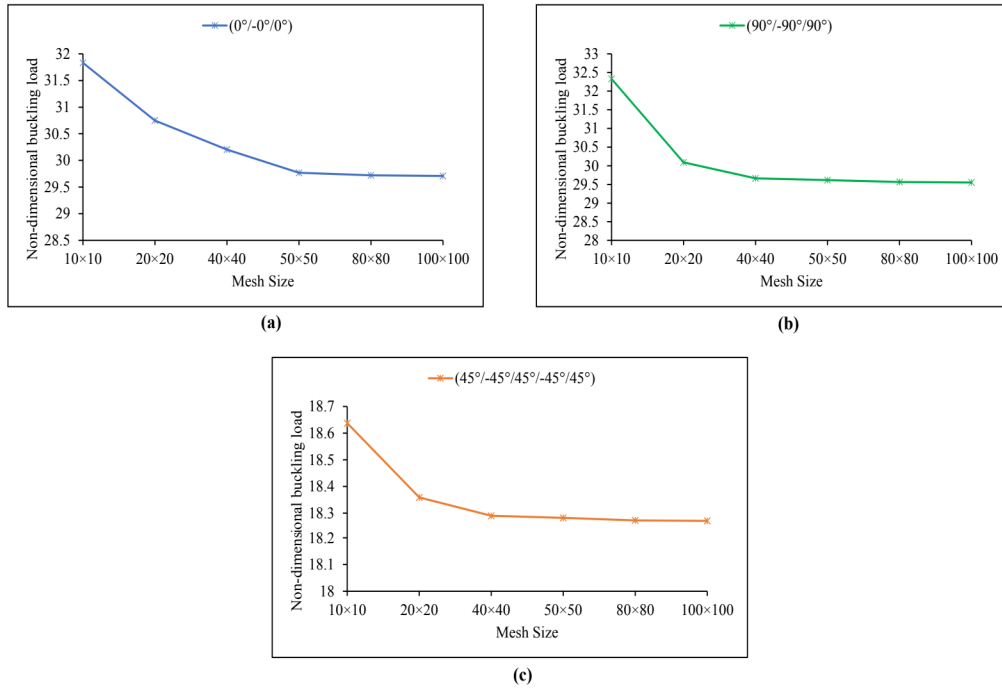 (0°/-0°/0°)
Non-dimensional buckling load
32
31.5
31
30.5
30
29.5
29
28.5
10×10 20×20 40×40 50×50 80×80 100×100
Mesh Size
(a)
(90°/-90°/90°)
Non-dimensional buckling load
33
32.5
32
31.5
31
30.5
30
29.5
29
28.5
28
10×10 20×20 40×40 50×50 80×80 100×100
Mesh Size
(b)
(45°/-45°/45°/-45°/45°)
Non-dimensional buckling load
18.7
18.6
18.5
18.4
18.3
18.2
18.1
18
10×10 20×20 40×40 50×50 80×80 100×100
Mesh Size
(c)